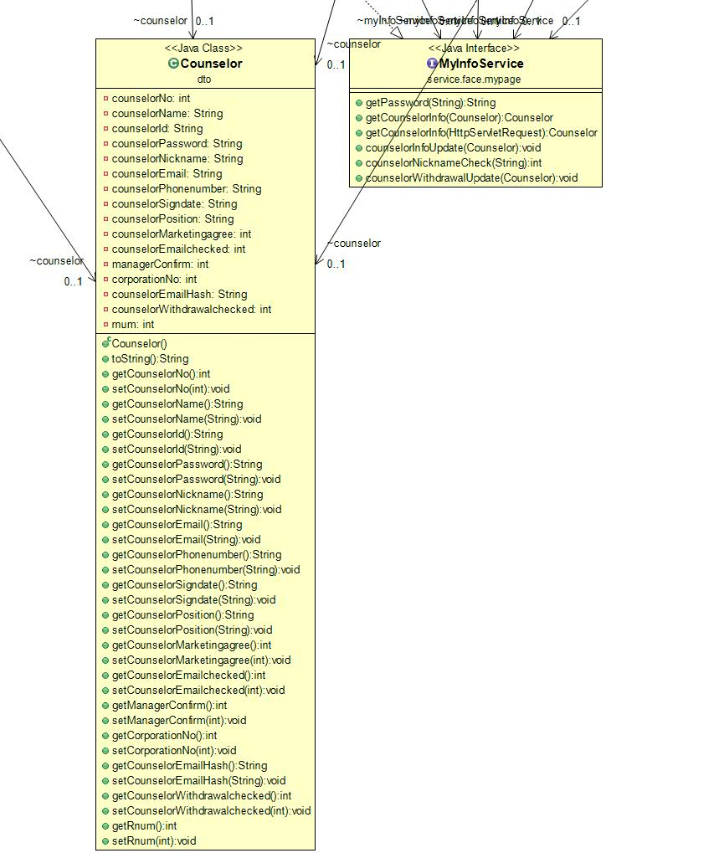 ~counselor 0..1
0..1
~counselor
0..1
<<Java Class>>
Counselor
dto
counselorNo: int
counselorName: String
counselorId: String
counselorPassword: String
counselorNickname: String
counselorEmail: String
counselorPhonenumber: String
counselorSigndate: String
counselorPosition: String
counselorMarketingagree: int
counselorEmailchecked: int
managerConfirm: int
corporationNo: int
counselorEmailHash: String
counselorWithdrawalchecked: int
rnum: int
Counselor()
toString():String
getCounselorNo():int
setCounselorNo(int):void
getCounselorName():String
setCounselorName(String):void
getCounselorId():String
setCounselorId(String):void
getCounselorPassword():String
setCounselorPassword(String):void
getCounselorNickname():String
setCounselorNickname(String):void
getCounselorEmail():String
setCounselorEmail(String):void
getCounselorPhonenumber():String
setCounselorPhonenumber(String):void
getCounselorSigndate():String
setCounselorSigndate(String):void
getCounselorPosition():String
setCounselorPosition(String):void
getCounselorMarketingagree():int
setCounselorMarketingagree(int):void
getCounselorEmailchecked():int
setCounselorEmailchecked(int):void
getManagerConfirm():int
setManagerConfirm(int):void
getCorporationNo():int
setCorporationNo(int):void
getCounselorEmailHash():String
setCounselorEmailHash(String):void
getCounselorWithdrawalchecked():int
setCounselorWithdrawalchecked(int):void
getRnum():int
setRnum(int):void
~counselor
0..1
~counselor
0..1
<<Java Interface>>
MyInfoService
service.face.mypage
getPassword(String):String
getCounselorInfo(Counselor):Counselor
getCounselorInfo(HttpServletRequest):Counselor
counselorInfoUpdate(Counselor):void
counselorNicknameCheck(String):int
counselorWithdrawalUpdate(Counselor):void